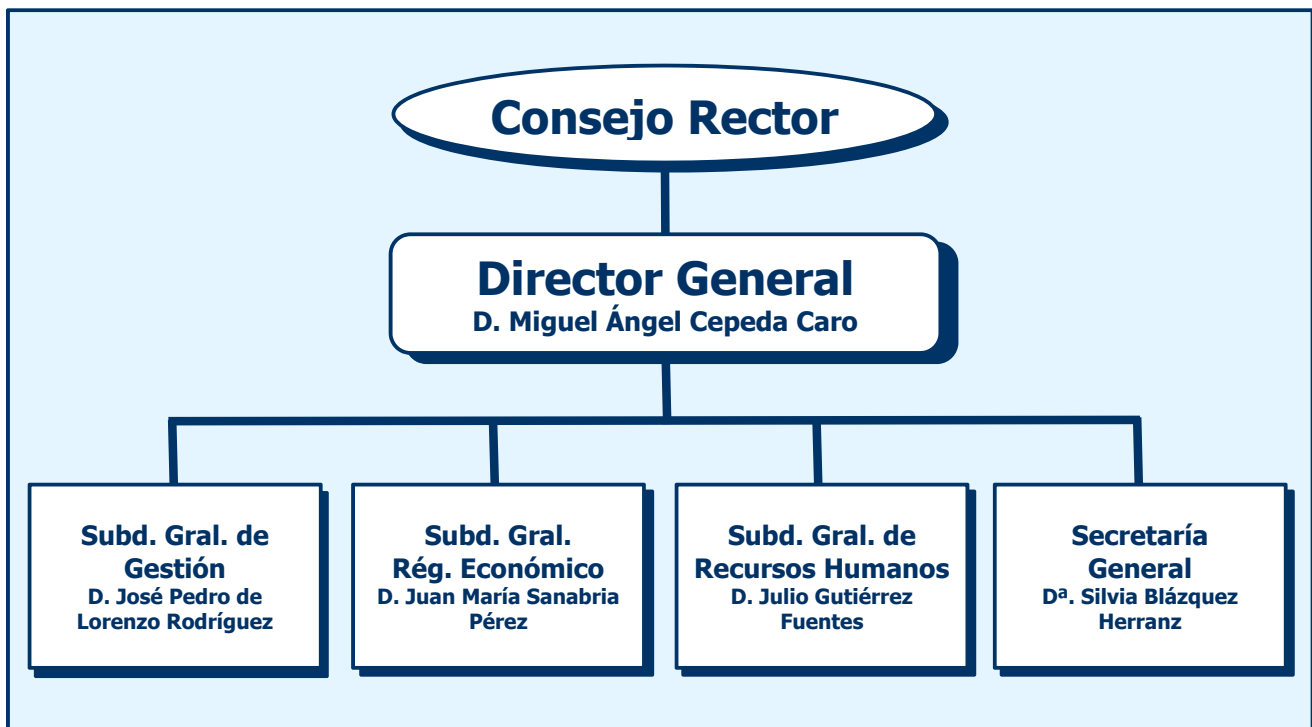 Consejo Rector
Director General
D. Miguel Ángel Cepeda Caro
Subd. Gral. de
Gestión
D. José Pedro de
Lorenzo Rodríguez
Subd. Gral.
Rég. Económico
D. Juan María Sanabria
Pérez
Subd. Gral. de
Recursos Humanos
D. Julio Gutiérrez
Fuentes
Secretaría
General
Dª. Silvia Blázquez
Herranz